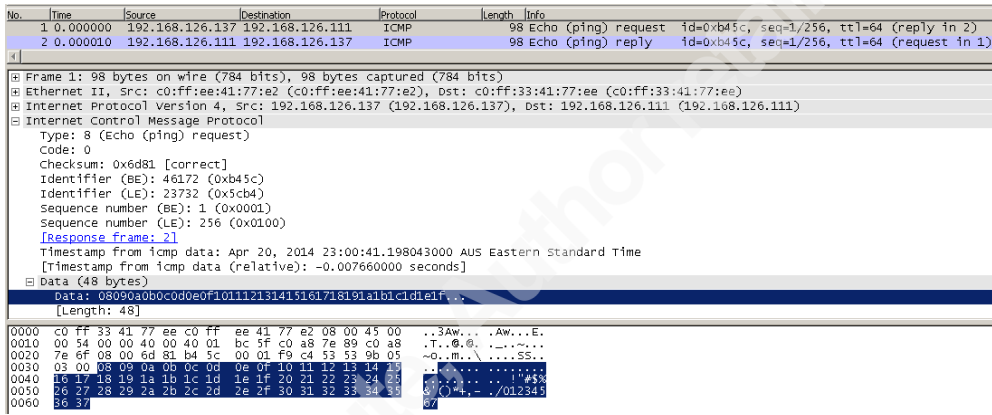 No. Time Source Destination Protocol Length Info
1 0.000000 192.168.126.137 192.168.126.111 ICMP 98 Echo (ping) request id=0xb45c, seq=1/256, ttl=64 (reply in 2)
2 0.000010 192.168.126.111 192.168.126.137 ICMP 98 Echo (ping) reply id=0xb45c, seq=1/256, ttl=64 (request in 1)
Frame 1: 98 bytes on wire (784 bits), 98 bytes captured (784 bits)
Ethernet II, Src: c0:ff:ee:41:77:e2 (c0:ff:ee:41:77:e2), Dst: c0:ff:33:41:77:ee (c0:ff:33:41:77:ee)
Internet Protocol Version 4, Src: 192.168.126.137 (192.168.126.137), Dst: 192.168.126.111 (192.168.126.111)
Internet Control Message Protocol
Type: 8 (Echo (ping) request)
Code: 0
Checksum: 0x6d81 [correct]
Identifier (BE): 46172 (0xb45c)
Identifier (LE): 23732 (0x5cb4)
Sequence number (BE): 1 (0x0001)
Sequence number (LE): 256 (0x0100)
[Response frame: 2]
Timestamp from icmp data: Apr 20, 2014 23:00:41.198043000 AUS Eastern Standard Time
[Timestamp from icmp data (relative): -0.007660000 seconds]
Data (48 bytes)
Data: 08090a0b0c0d0e0f101112131415161718191a1b1c1d1e1f...
[Length: 48]
0000 c0 ff 33 41 77 ee c0 ff ee 41 77 e2 08 00 45 00 ..3Aw... .Aw...E.
0010 00 54 00 00 40 00 40 01 bc 5f c0 a8 7e 89 c0 a8 .T..@.@. ._..~...
0020 7e 6f 08 00 6d 81 b4 5c 00 01 f9 c4 53 53 9b 05 ~o..m..\ ....SS..
0030 03 00 08 09 0a 0b 0c 0d 0e 0f 10 11 12 13 14 15 ........ ........
0040 16 17 18 19 1a 1b 1c 1d 1e 1f 20 21 22 23 24 25 ........ .. !"#$%
0050 26 27 28 29 2a 2b 2c 2d 2e 2f 30 31 32 33 34 35 &'()*+,- ./012345
0060 36 37 67